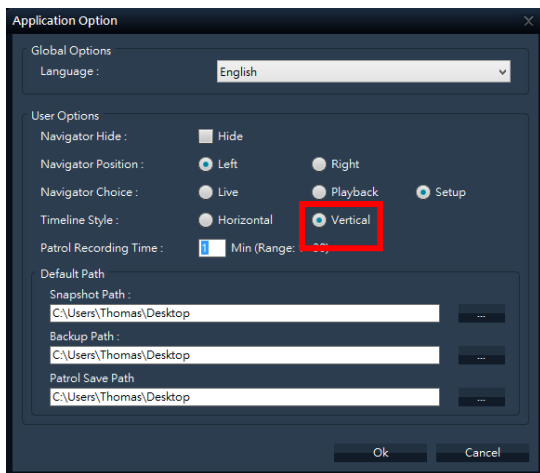 Application Option
Global Options
Language : English
User Options
Navigator Hide : Hide
Navigator Position : Left Right
Navigator Choice : Live Playback Setup
Timeline Style : Horizontal Vertical
Patrol Recording Time : 1 Min (Range:
Default Path
Snapshot Path :
C:\Users\Thomas\Desktop ...
Backup Path :
C:\Users\Thomas\Desktop ...
Patrol Save Path
C:\Users\Thomas\Desktop ...
Ok Cancel